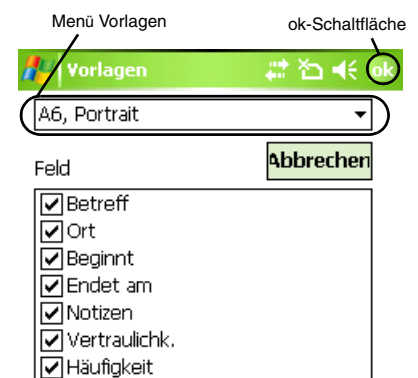 Menü Vorlagen
ok-Schaltfläche
Vorlagen
ok
A6, Portrait
Feld
Abbrechen
Betreff
Ort
Beginnt
Endet am
Notizen
Vertraulichk.
Häufigkeit